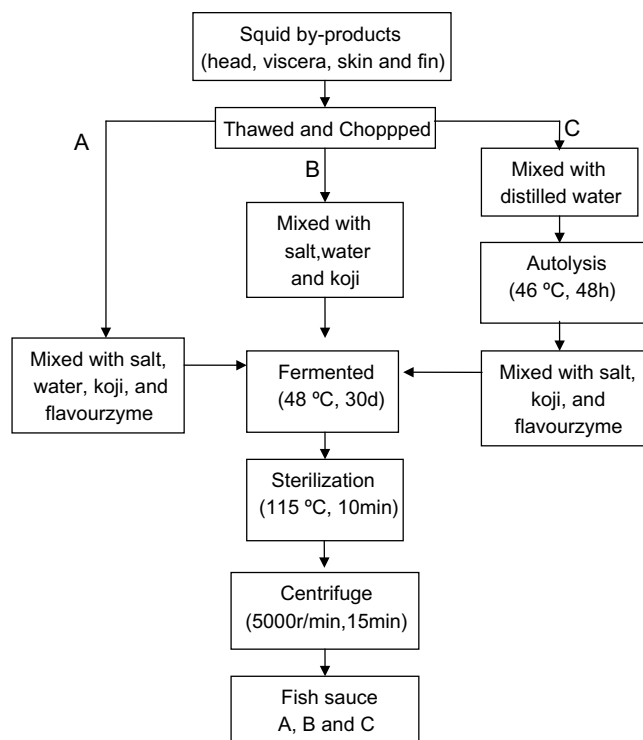 Squid by-products
(head, viscera, skin and fin)
Thawed and Choppped
A
B
C
Mixed with
distilled water
Mixed with
salt,water
and koji
Autolysis
(46 ºC, 48h)
Mixed with salt,
water, koji, and
flavourzyme
Fermented
(48 ºC, 30d)
Mixed with salt,
koji, and
flavourzyme
Sterilization
(115 ºC, 10min)
Centrifuge
(5000r/min,15min)
Fish sauce
A, B and C